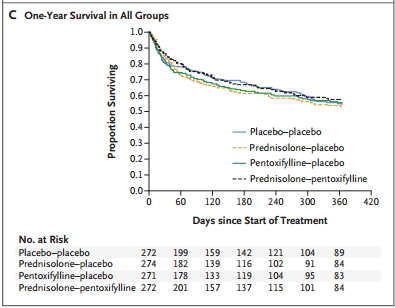 C One-Year Survival in All Groups
1.0
0.9
0.8
0.7
0.6
0.5
0.4
0.3
0.2
0.1
0.0
Proportion Surviving
Placebo–placebo
Prednisolone–placebo
Pentoxifylline–placebo
Prednisolone–pentoxifylline
0 60 120 180 240 300 360 420
Days since Start of Treatment
No. at Risk
Placebo–placebo 272 199 159 142 121 104 89
Prednisolone–placebo 274 182 139 116 102 91 84
Pentoxifylline–placebo 271 178 133 119 104 95 83
Prednisolone–pentoxifylline 272 201 157 137 115 101 84